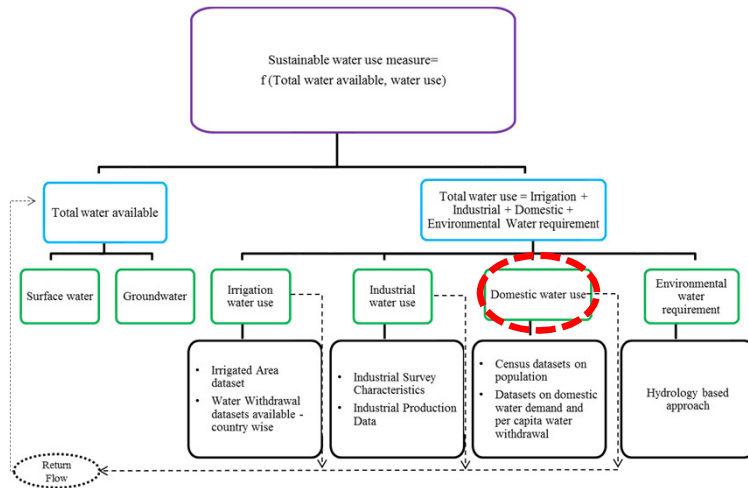 Sustainable water use measure=
f (Total water available, water use)
Total water available
Total water use = Irrigation +
Industrial + Domestic +
Environmental Water requirement
Surface water
Groundwater
Irrigation
water use
Industrial
water use
Domestic water use
Environmental
water
requirement
• Irrigated Area
dataset
• Water Withdrawal
datasets available -
country wise
• Industrial Survey
Characteristics
• Industrial Production
Data
• Census datasets on
population
• Datasets on domestic
water demand and
per capita water
withdrawal
Hydrology based
approach
Return
Flow